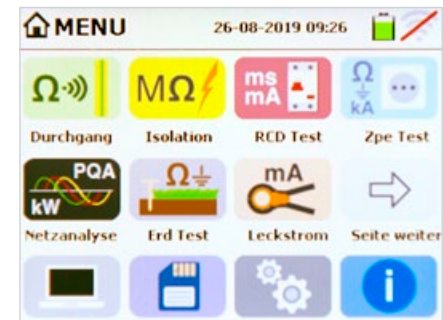 MENU 26-08-2019 09:26
Ω MΩ ms mA Ω kA
Durchgang Isolation RCD Test Zpe Test
PQA kW Ω mA
Netzanalyse Erd Test Leckstrom Seite weiter
i